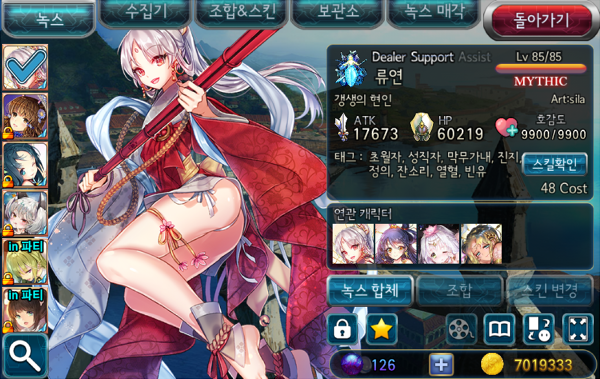 녹스
수집기
조합&스킨
보관소
녹스 매각
돌아가기
Dealer Support Assist
Lv 85/85
류연
MYTHIC
갱생의 현인
Art:sila
ATK
17673
HP
60219
호감도
9900/9900
태그 : 초월자, 성직자, 막무가내, 진지,
정의, 잔소리, 열혈, 빈유
스킬확인
48 Cost
연관 캐릭터
in 파티
in 파티
녹스 합체
조합
스킨 변경
126
7019333